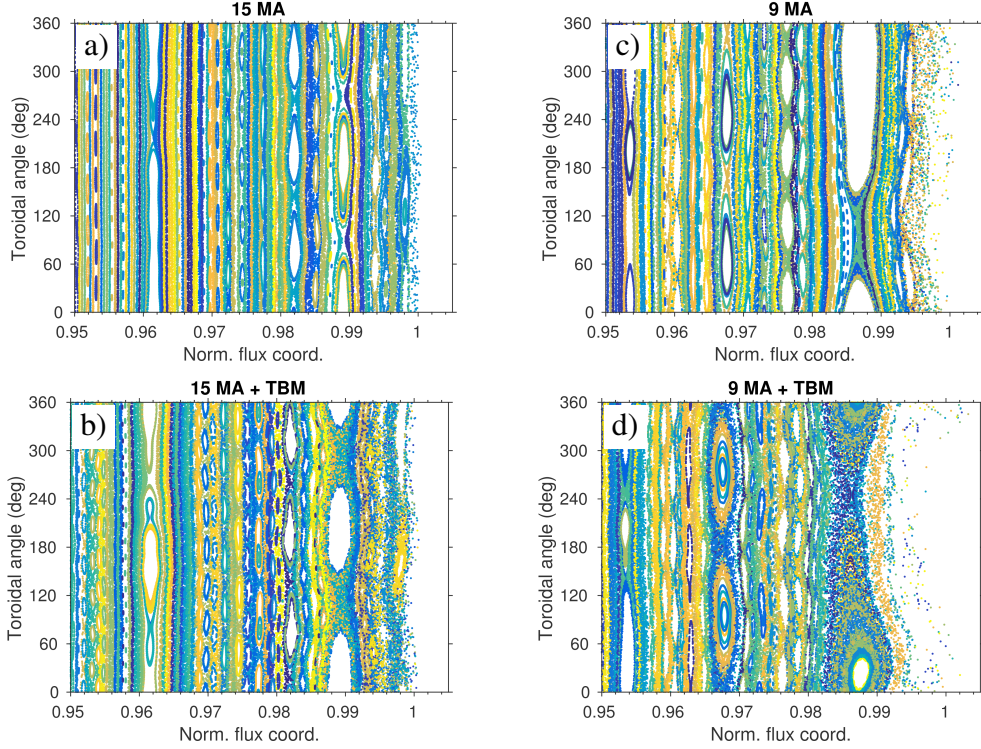 15 MA
a)
Toroidal angle (deg)
360
300
240
180
120
60
0
0.95 0.96 0.97 0.98 0.99 1
Norm. flux coord.
9 MA
c)
Toroidal angle (deg)
360
300
240
180
120
60
0
0.95 0.96 0.97 0.98 0.99 1
Norm. flux coord.
15 MA + TBM
b)
Toroidal angle (deg)
360
300
240
180
120
60
0
0.95 0.96 0.97 0.98 0.99 1
Norm. flux coord.
9 MA + TBM
d)
Toroidal angle (deg)
360
300
240
180
120
60
0
0.95 0.96 0.97 0.98 0.99 1
Norm. flux coord.